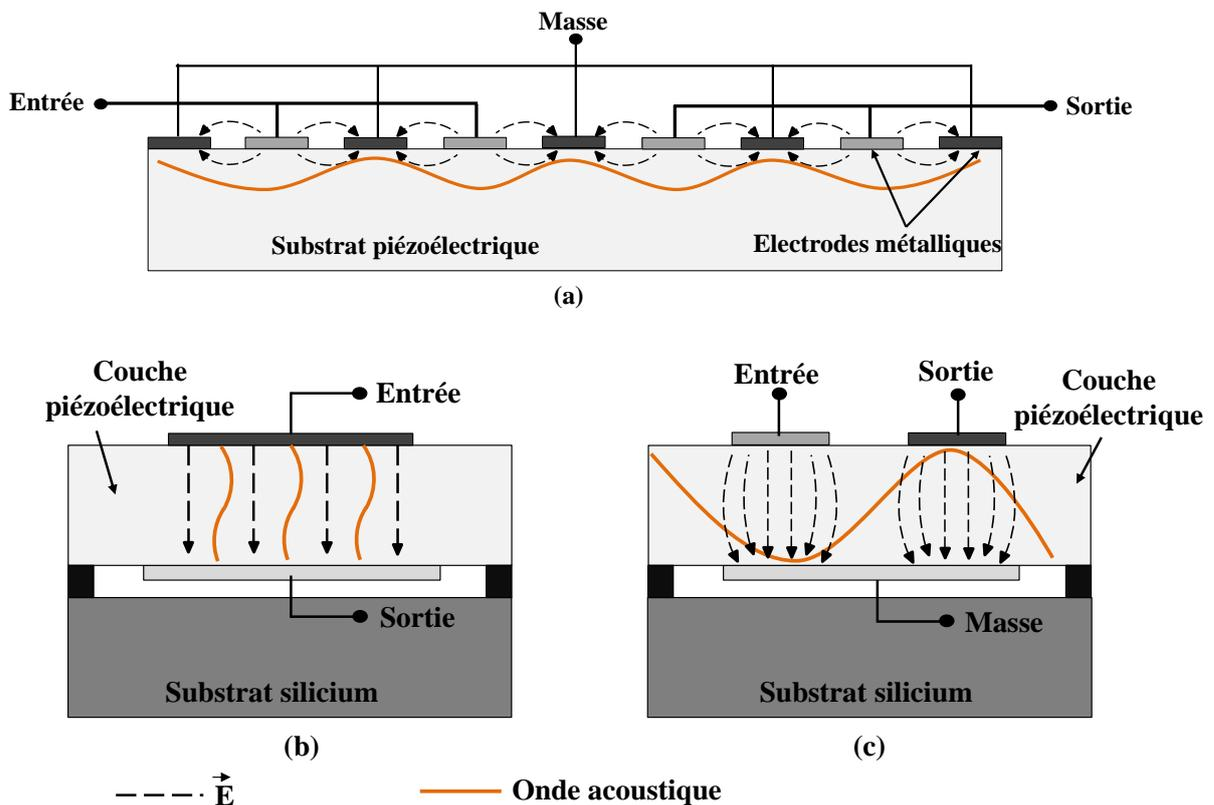 Masse
Entrée
Sortie
Substrat piézoélectrique
Electrodes métalliques
(a)
Couche
piézoélectrique
Entrée
Sortie
Substrat silicium
(b)
Entrée
Sortie
Couche
piézoélectrique
Masse
Substrat silicium
(c)
E
Onde acoustique